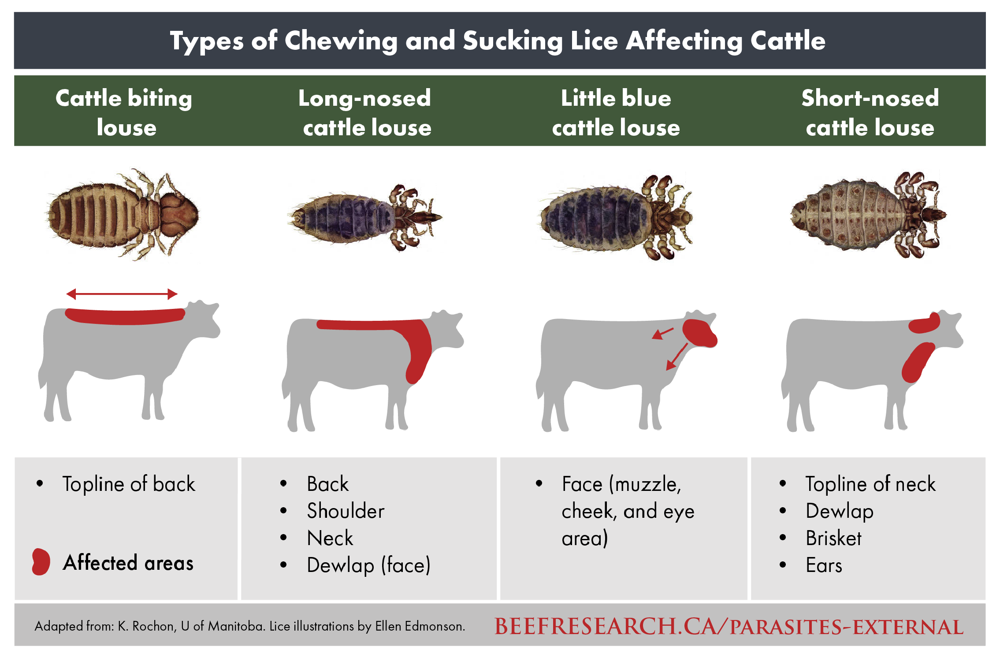 Types of Chewing and Sucking Lice Affecting Cattle
Cattle biting
louse
Long-nosed
cattle louse
Little blue
cattle louse
Short-nosed
cattle louse
• Topline of back
Affected areas
• Back
• Shoulder
• Neck
• Dewlap (face)
• Face (muzzle,
cheek, and eye
area)
• Topline of neck
• Dewlap
• Brisket
• Ears
Adapted from: K. Rochon, U of Manitoba. Lice illustrations by Ellen Edmonson.
BEEFRESEARCH.CA/PARASITES-EXTERNAL